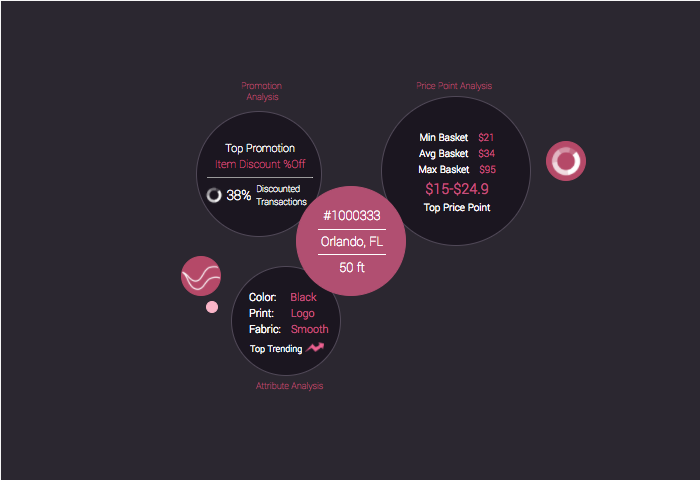 Promotion
Analysis
Top Promotion
Item Discount %Off
38% Discounted
Transactions
Price Point Analysis
Min Basket $21
Avg Basket $34
Max Basket $95
$15-$24.9
Top Price Point
#1000333
Orlando, FL
50 ft
Color: Black
Print: Logo
Fabric: Smooth
Top Trending
Attribute Analysis